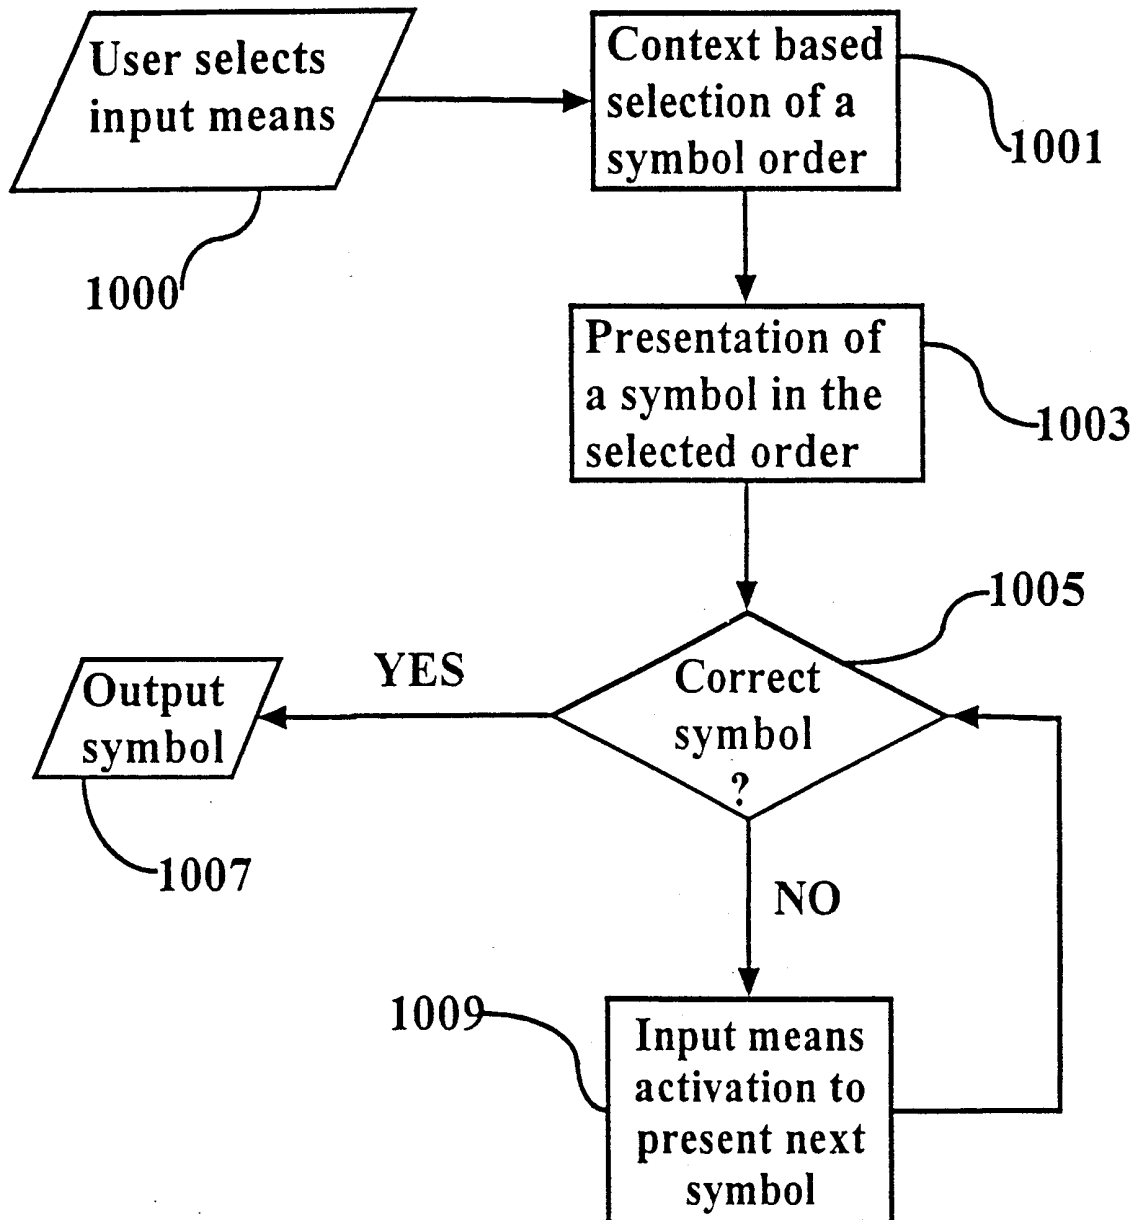 User selects
input means
1000
Context based
selection of a
symbol order
1001
Presentation of
a symbol in the
selected order
1003
1005
Correct
symbol
?
YES
Output
symbol
1007
NO
1009
Input means
activation to
present next
symbol